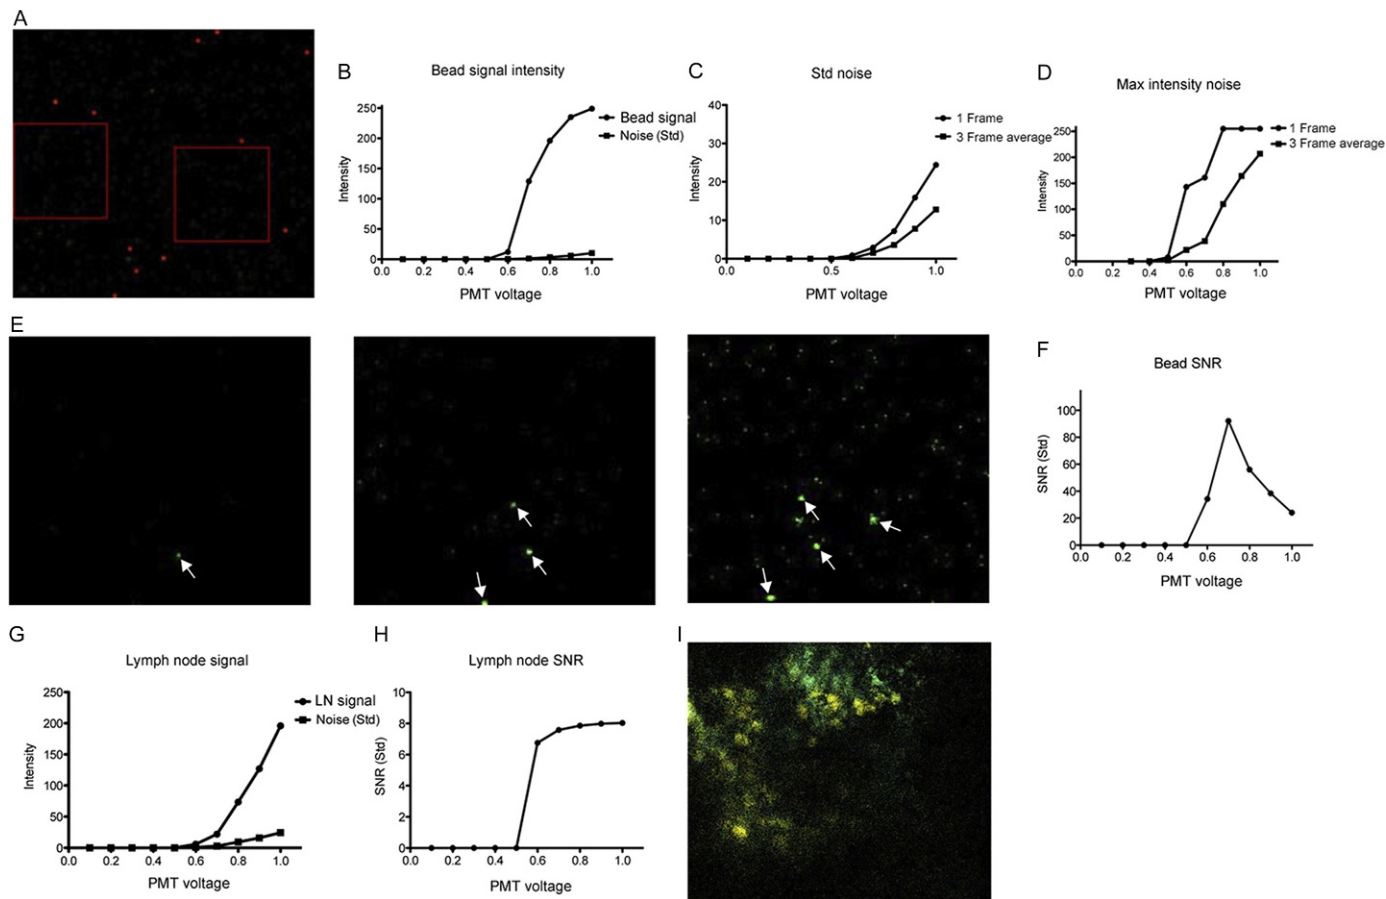 A
B
Bead signal intensity
Intensity
250
200
150
100
50
0
0.0 0.2 0.4 0.6 0.8 1.0
PMT voltage
Bead signal
Noise (Std)
C
Std noise
Intensity
40
30
20
10
0
0.0 0.5 1.0
PMT voltage
1 Frame
3 Frame average
D
Max intensity noise
Intensity
250
200
150
100
50
0
0.0 0.2 0.4 0.6 0.8 1.0
PMT voltage
1 Frame
3 Frame average
E
F
Bead SNR
SNR (Std)
100
80
60
40
20
0
0.0 0.2 0.4 0.6 0.8 1.0
PMT voltage
G
Lymph node signal
Intensity
250
200
150
100
50
0
0.0 0.2 0.4 0.6 0.8 1.0
PMT voltage
LN signal
Noise (Std)
H
Lymph node SNR
SNR (Std)
10
8
6
4
2
0
0.0 0.2 0.4 0.6 0.8 1.0
PMT voltage
I